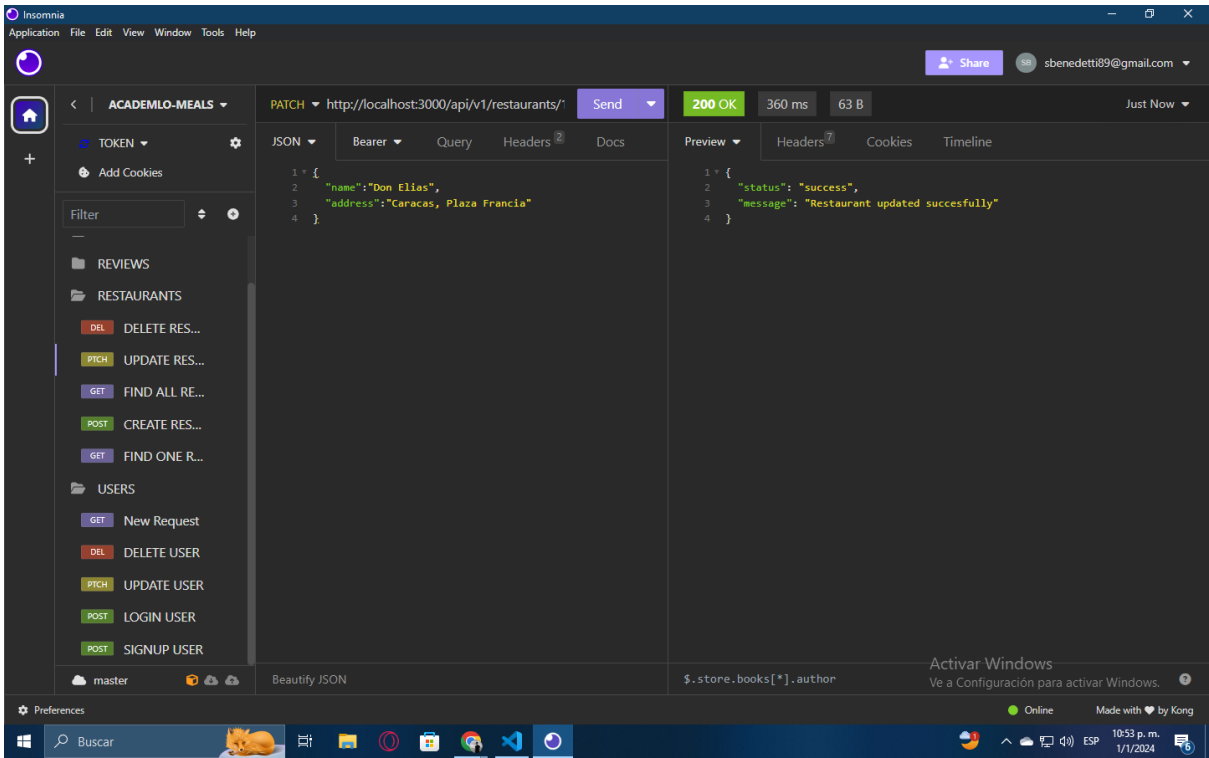 Insomnia
Application File Edit View Window Tools Help
Share
SB
sbenedetti89@gmail.com
ACADEMLO-MEALS
PATCH http://localhost:3000/api/v1/restaurants/1 Send
200 OK 360 ms 63 B Just Now
TOKEN
JSON Bearer Query Headers 2 Docs
Preview Headers 7 Cookies Timeline
Add Cookies
Filter
1 {
2 "name":"Don Elias",
3 "address":"Caracas, Plaza Francia"
4 }
1 {
2 "status": "success",
3 "message": "Restaurant updated succesfully"
4 }
REVIEWS
RESTAURANTS
DEL DELETE RES...
PTCH UPDATE RES...
GET FIND ALL RE...
POST CREATE RES...
GET FIND ONE R...
USERS
GET New Request
DEL DELETE USER
PTCH UPDATE USER
POST LOGIN USER
POST SIGNUP USER
master
Beautify JSON
$.store.books[*].author
Activar Windows
Ve a Configuración para activar Windows.
Preferences
Online
Made with ♥ by Kong
Buscar
1
ESP
10:53 p. m.
1/1/2024
6